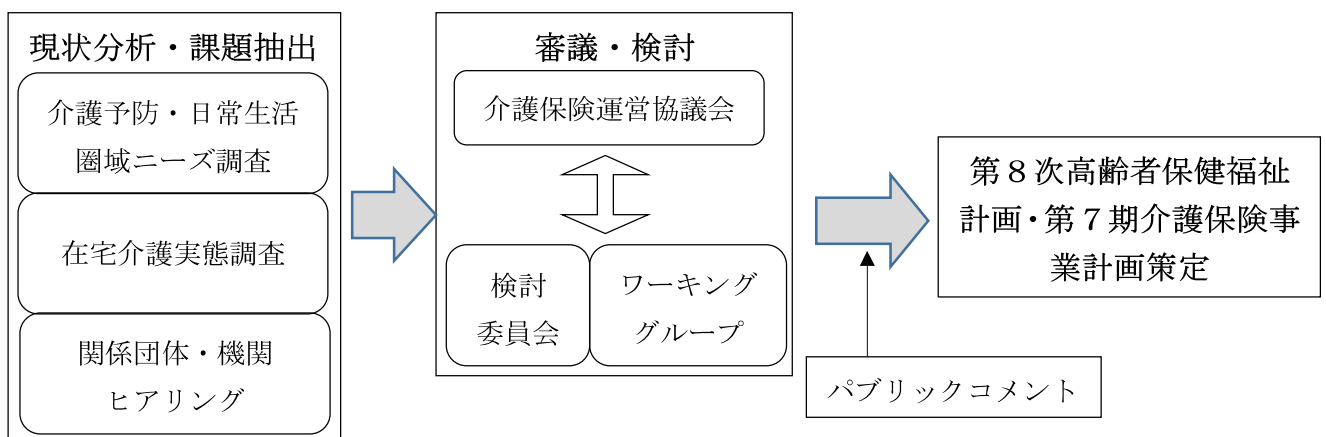 現状分析・課題抽出
介護予防・日常生活
圏域ニーズ調査
在宅介護実態調査
関係団体・機関
ヒアリング
審議・検討
介護保険運営協議会
検討
委員会
ワーキング
グループ
第８次高齢者保健福祉
計画・第７期介護保険事
業計画策定
パブリックコメント